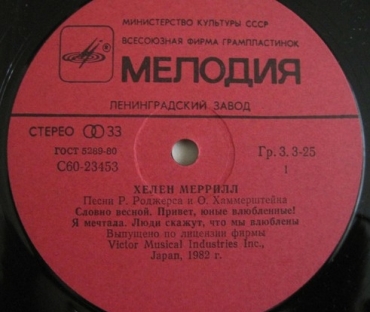 МИНИСТЕРСТВО КУЛЬТУРЫ СССР
ВСЕСОЮЗНАЯ ФИРМА ГРАМПЛАСТИНОК
МЕЛОДИЯ
ЛЕНИНГРАДСКИЙ ЗАВОД
СТЕРЕО 33
ГОСТ 5289-80
С60-23453
Гр. 3. 3-25
1
ХЕЛЕН МЕРРИЛЛ
Песни Р. Роджерса и О. Хаммерштейна
Словно весной. Привет, юные влюбленные!
Я мечтала. Люди скажут, что мы влюблены
Выпущено по лицензии фирмы
Victor Musical Industries Inc.,
Japan, 1982 г.